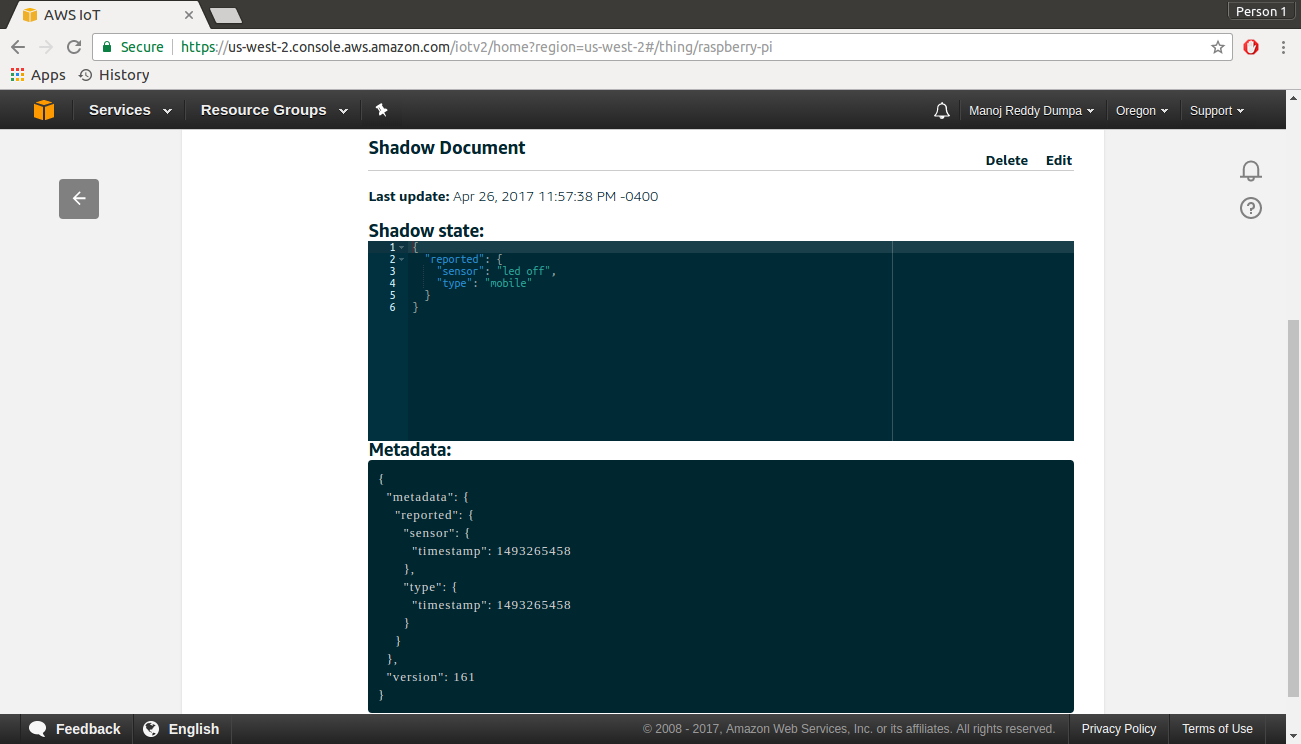 AWS IoT
Person 1
Secure
https://us-west-2.console.aws.amazon.com/iotv2/home?region=us-west-2#/thing/raspberry-pi
Apps
History
Services
Resource Groups
Manoj Reddy Dumpa
Oregon
Support
Shadow Document
Delete
Edit
Last update: Apr 26, 2017 11:57:38 PM -0400
Shadow state:
1 {
2 "reported": {
3 "sensor": "led off",
4 "type": "mobile"
5 }
6 }
Metadata:
{
"metadata": {
"reported": {
"sensor": {
"timestamp": 1493265458
},
"type": {
"timestamp": 1493265458
}
}
},
"version": 161
}
Feedback
English
© 2008 - 2017, Amazon Web Services, Inc. or its affiliates. All rights reserved.
Privacy Policy
Terms of Use